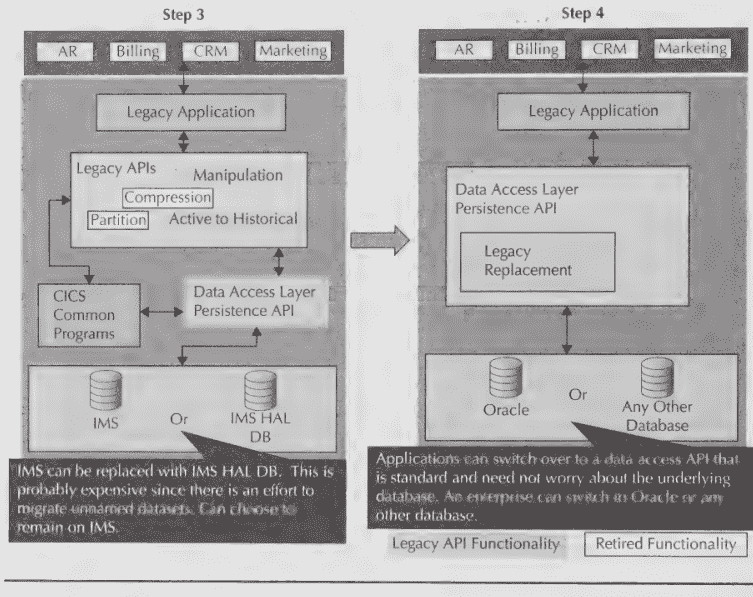 Step 3
AR
Billing
CRM
Marketing
Legacy Application
Legacy APIs
Manipulation
Compression
Partition
Active to Historical
CICS
Common
Programs
Data Access Layer
Persistence API
IMS
Or
IMS HAL
DB
IMS can be replaced with IMS HAL DB. This is
probably expensive since there is an effort to
migrate unnamed datasets. Can choose to
remain on IMS.
Step 4
AR
Billing
CRM
Marketing
Legacy Application
Data Access Layer
Persistence API
Legacy
Replacement
Oracle
Or
Any Other
Database
Applications can switch over to a data access API that
is standard and need not worry about the underlying
database. An enterprise can switch to Oracle or any
other database.
Legacy API Functionality
Retired Functionality